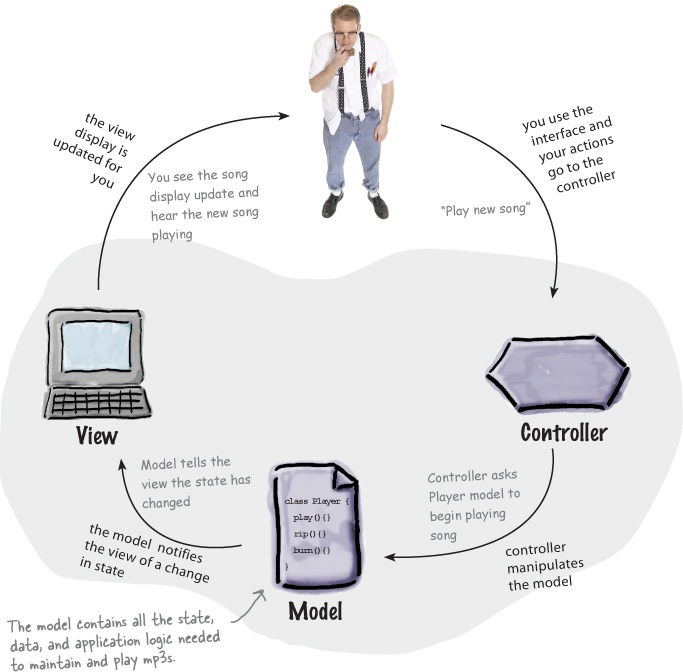 the view
display is
updated for
you
You see the song
display update and
hear the new song
playing
you use the
interface and
your actions
go to the
controller
“Play new song”
View
Controller
Model tells the
view the state has
changed
the model notifies
the view of a change
in state
class Player {
play(){}
rip(){}
burn(){}
}
Model
Controller asks
Player model to
begin playing
song
controller
manipulates
the model
The model contains all the state,
data, and application logic needed
to maintain and play mp3s.